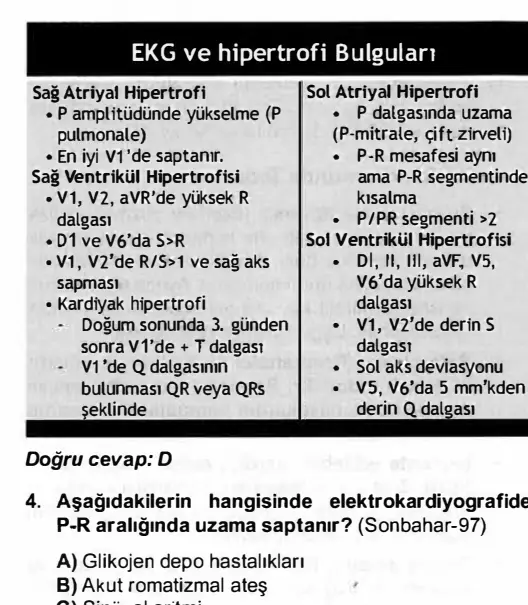 EKG ve hipertrofi Bulguları
Sağ Atriyal Hipertrofi
• P amplitüdünde yükselme (P
pulmonale)
• En iyi V1'de saptanır.
Sağ Ventrikül Hipertrofisi
• V1, V2, aVR'de yüksek R
dalgası
• D1 ve V6'da S>R
• V1, V2'de R/S>1 ve sağ aks
sapması
• Kardiyak hipertrofi
- Doğum sonunda 3. günden
sonra V1'de + T dalgası
- V1'de Q dalgasının
bulunması QR veya QRs
şeklinde
Sol Atriyal Hipertrofi
• P dalgasında uzama
(P-mitrale, çift zirveli)
• P-R mesafesi aynı
ama P-R segmentinde
kısalma
P/PR segmenti >2
Sol Ventrikül Hipertrofisi
• DI, II, III, aVF, V5,
V6'da yüksek R
dalgası
• V1, V2'de derin S
dalgası
• Sol aks deviasyonu
V5, V6'da 5 mm'kden
derin Q dalgası
Doğru cevap: D
4. Aşağıdakilerin hangisinde elektrokardiyografide
P-R aralığında uzama saptanır? (Sonbahar-97)
A) Glikojen depo hastalıkları
B) Akut romatizmal ateş